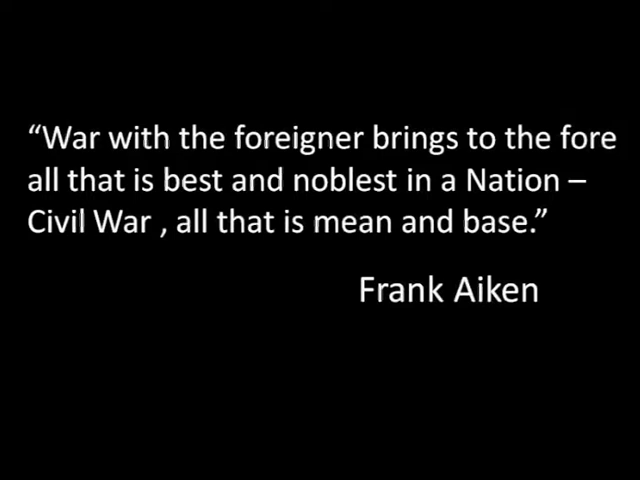 “War with the foreigner brings to the fore
all that is best and noblest in a Nation –
Civil War , all that is mean and base.”
Frank Aiken